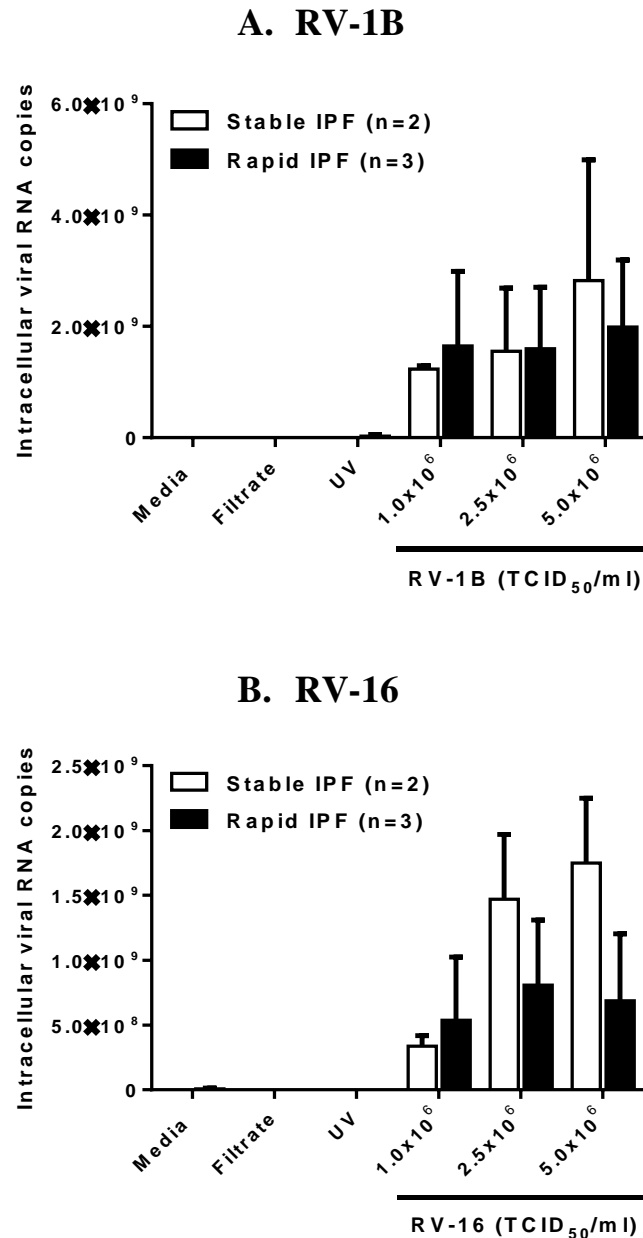 A. RV-1B
Intracellular viral RNA copies
6.0✖10⁹
4.0✖10⁹
2.0✖10⁹
0
Stable IPF (n=2)
Rapid IPF (n=3)
Media
Filtrate
UV
1.0x10⁶
2.5x10⁶
5.0x10⁶
RV-1B (TCID₅₀/ml)
B. RV-16
Intracellular viral RNA copies
2.5✖10⁹
2.0✖10⁹
1.5✖10⁹
1.0✖10⁹
5.0✖10⁸
0
Stable IPF (n=2)
Rapid IPF (n=3)
Media
Filtrate
UV
1.0x10⁶
2.5x10⁶
5.0x10⁶
RV-16 (TCID₅₀/ml)